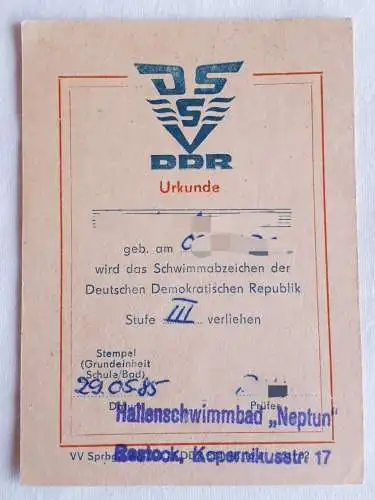 DSSV
DDR
Urkunde
geb. am
wird das Schwimmabzeichen der
Deutschen Demokratischen Republik
Stufe III verliehen
Stempel
(Grundeinheit
Schule/Bad)
29.05.85
Prüfer
Hallenschwimmbad „Neptun"
Rostock, Kopernikusstr. 17
VV